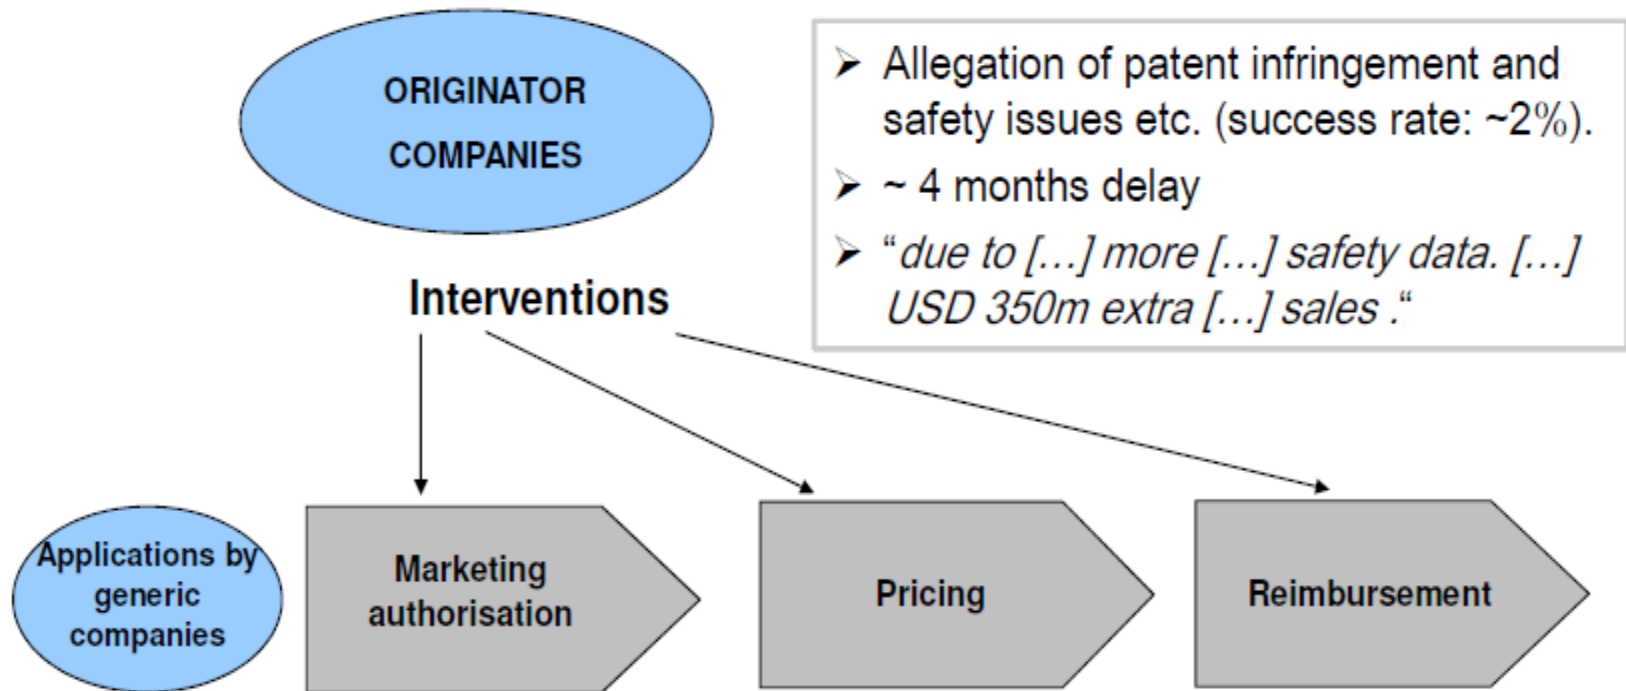 ORIGINATOR
COMPANIES
➢ Allegation of patent infringement and
safety issues etc. (success rate: ~2%).
➢ ~ 4 months delay
➢ “due to […] more […] safety data. […]
USD 350m extra […] sales .“
Interventions
Applications by
generic
companies
Marketing
authorisation
Pricing
Reimbursement